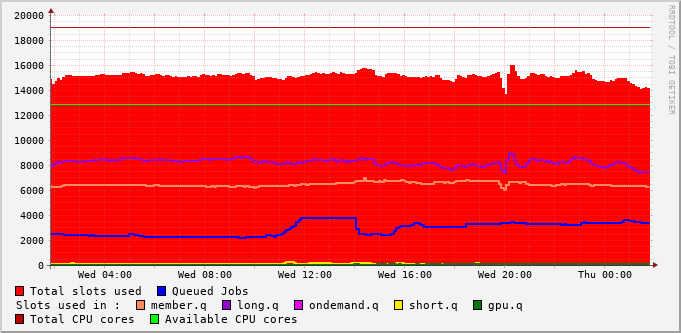 20000
18000
16000
14000
12000
10000
8000
6000
4000
2000
0
Wed 04:00 Wed 08:00 Wed 12:00 Wed 16:00 Wed 20:00 Thu 00:00
Total slots used Queued Jobs
Slots used in : member.q long.q ondemand.q short.q gpu.q
Total CPU cores Available CPU cores
RRDTOOL / TOBI OETIKER